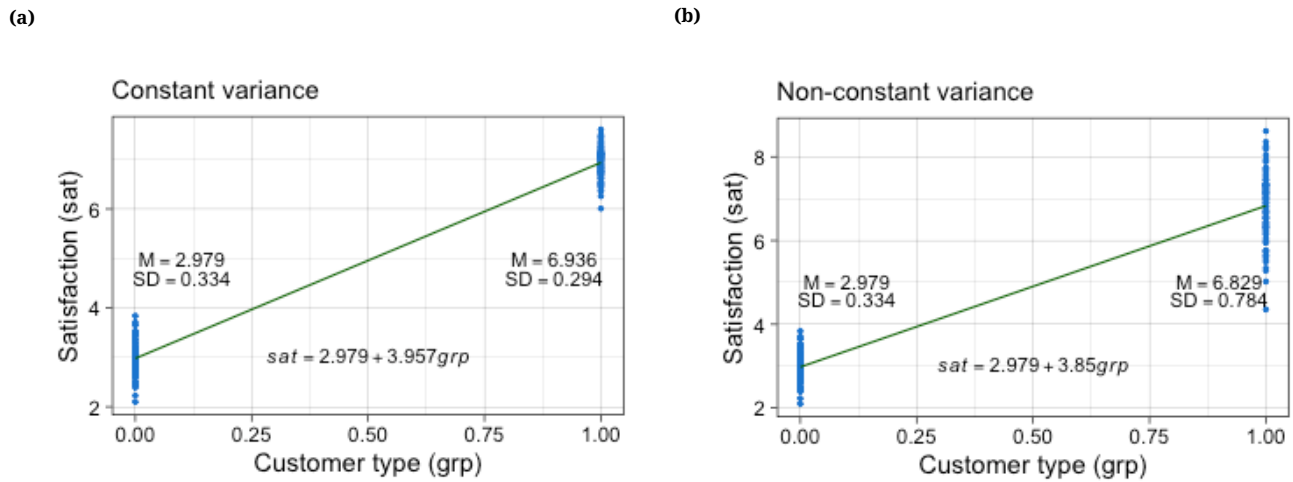 (a)
Constant variance
Satisfaction (sat)
6
4
2
M = 2.979
SD = 0.334
M = 6.936
SD = 0.294
sat = 2.979 + 3.957grp
0.00 0.25 0.50 0.75 1.00
Customer type (grp)
(b)
Non-constant variance
Satisfaction (sat)
8
6
4
2
M = 2.979
SD = 0.334
M = 6.829
SD = 0.784
sat = 2.979 + 3.85grp
0.00 0.25 0.50 0.75 1.00
Customer type (grp)